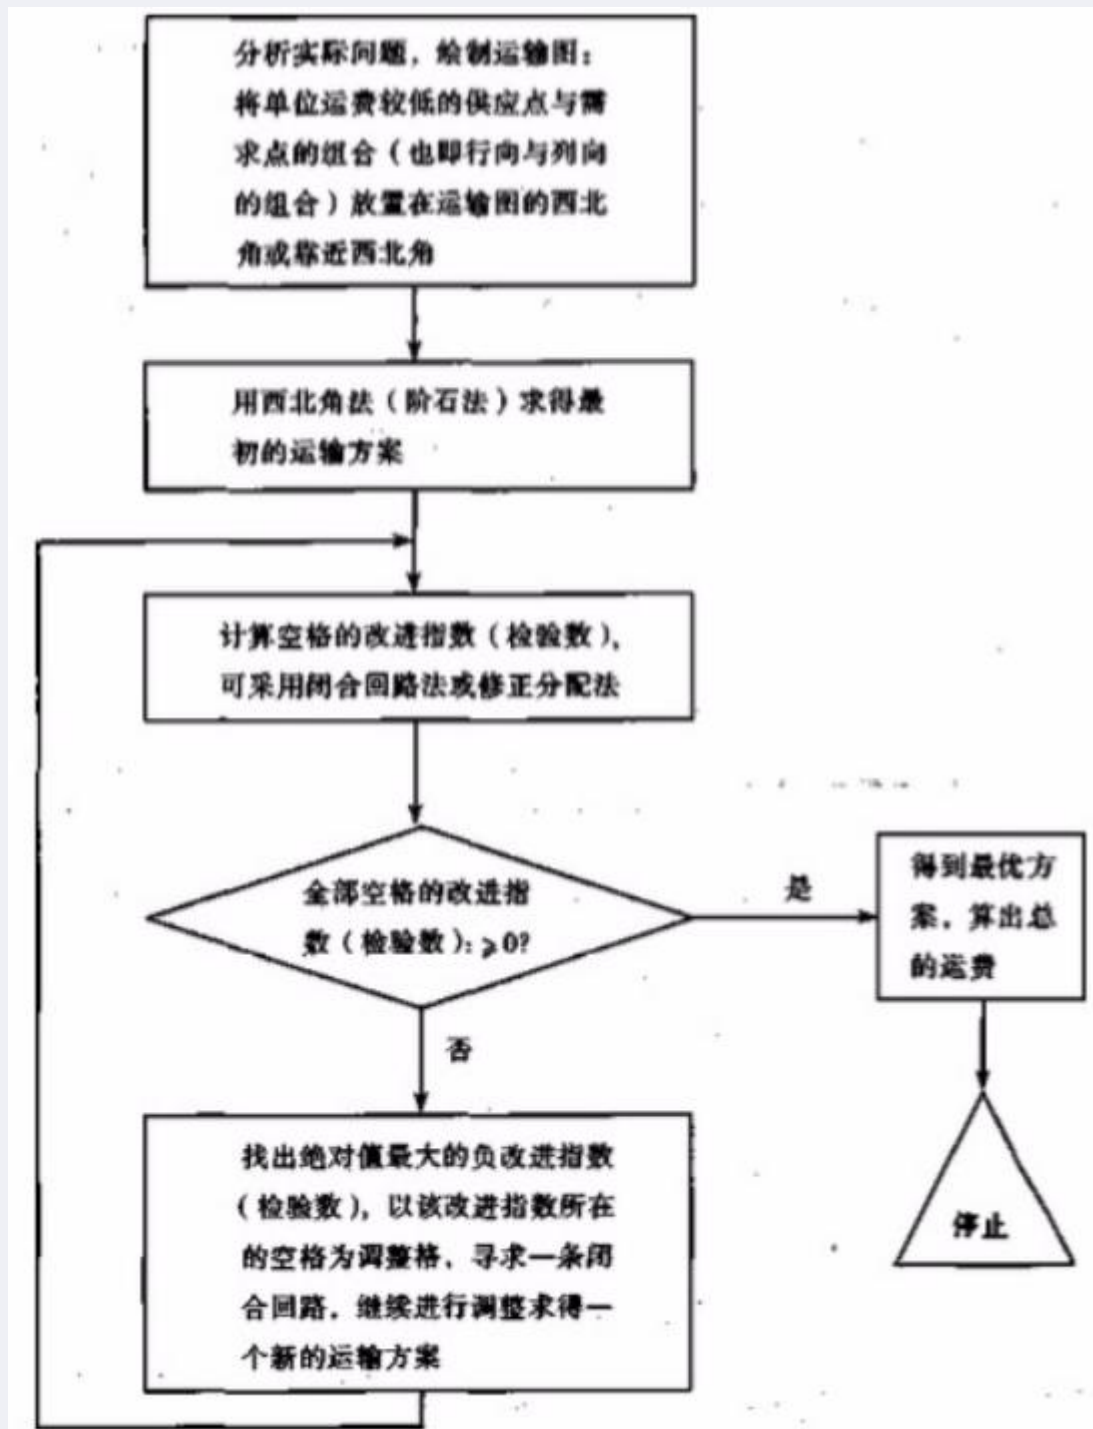 分析实际问题，绘制运输图：
将单位运费较低的供应点与需
求点的组合（也即行向与列向
的组合）放置在运输图的西北
角或靠近西北角
用西北角法（阶石法）求得最
初的运输方案
计算空格的改进指数（检验数），
可采用闭合回路法或修正分配法
全部空格的改进指
数（检验数）：≥0?
是
得到最优方
案，算出总
的运费
否
停止
找出绝对值最大的负改进指数
（检验数），以该改进指数所在
的空格为调整格，寻求一条闭
合回路，继续进行调整求得一
个新的运输方案